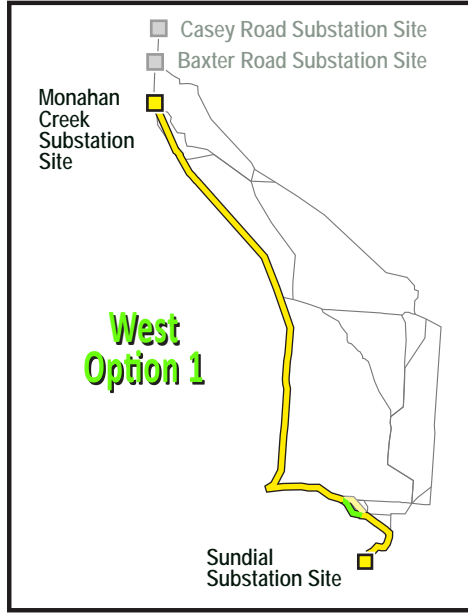 Casey Road Substation Site
Baxter Road Substation Site
Monahan
Creek
Substation
Site
West
Option 1
Sundial
Substation Site